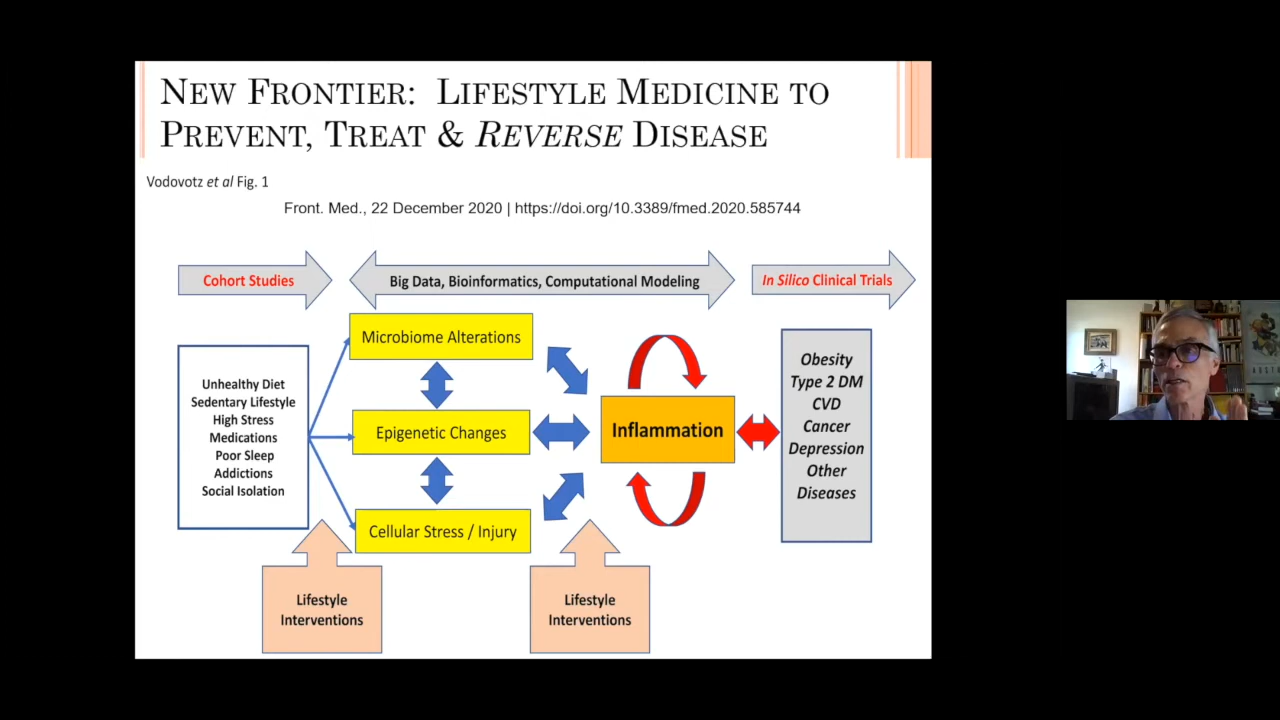 NEW FRONTIER: LIFESTYLE MEDICINE TO
PREVENT, TREAT & REVERSE DISEASE
Vodovotz et al Fig. 1
Front. Med., 22 December 2020 | https://doi.org/10.3389/fmed.2020.585744
Cohort Studies
Big Data, Bioinformatics, Computational Modeling
In Silico Clinical Trials
Unhealthy Diet
Sedentary Lifestyle
High Stress
Medications
Poor Sleep
Addictions
Social Isolation
Microbiome Alterations
Epigenetic Changes
Cellular Stress / Injury
Inflammation
Obesity
Type 2 DM
CVD
Cancer
Depression
Other
Diseases
Lifestyle
Interventions
Lifestyle
Interventions